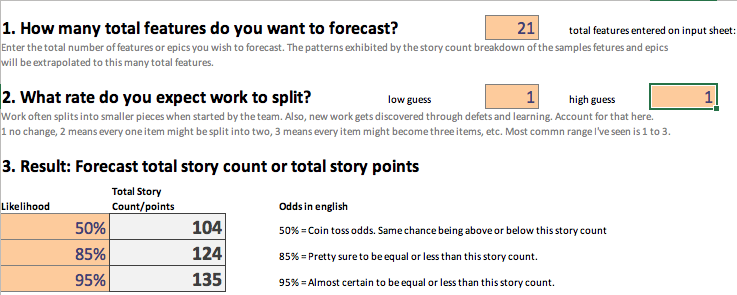 1. How many total features do you want to forecast? 21 total features entered on input sheet:
Enter the total number of features or epics you wish to forecast. The patterns exhibited by the story count breakdown of the samples fetures and epics
will be extrapolated to this many total features.
2. What rate do you expect work to split? low guess 1 high guess 1
Work often splits into smaller pieces when started by the team. Also, new work gets discovered through defets and learning. Account for that here.
1 no change, 2 means every one item might be split into two, 3 means every item might become three items, etc. Most commn range I've seen is 1 to 3.
3. Result: Forecast total story count or total story points
Total Story
Likelihood Count/points Odds in english
50% 104 50% = Coin toss odds. Same chance being above or below this story count
85% 124 85% = Pretty sure to be equal or less than this story count.
95% 135 95% = Almost certain to be equal or less than this story count.